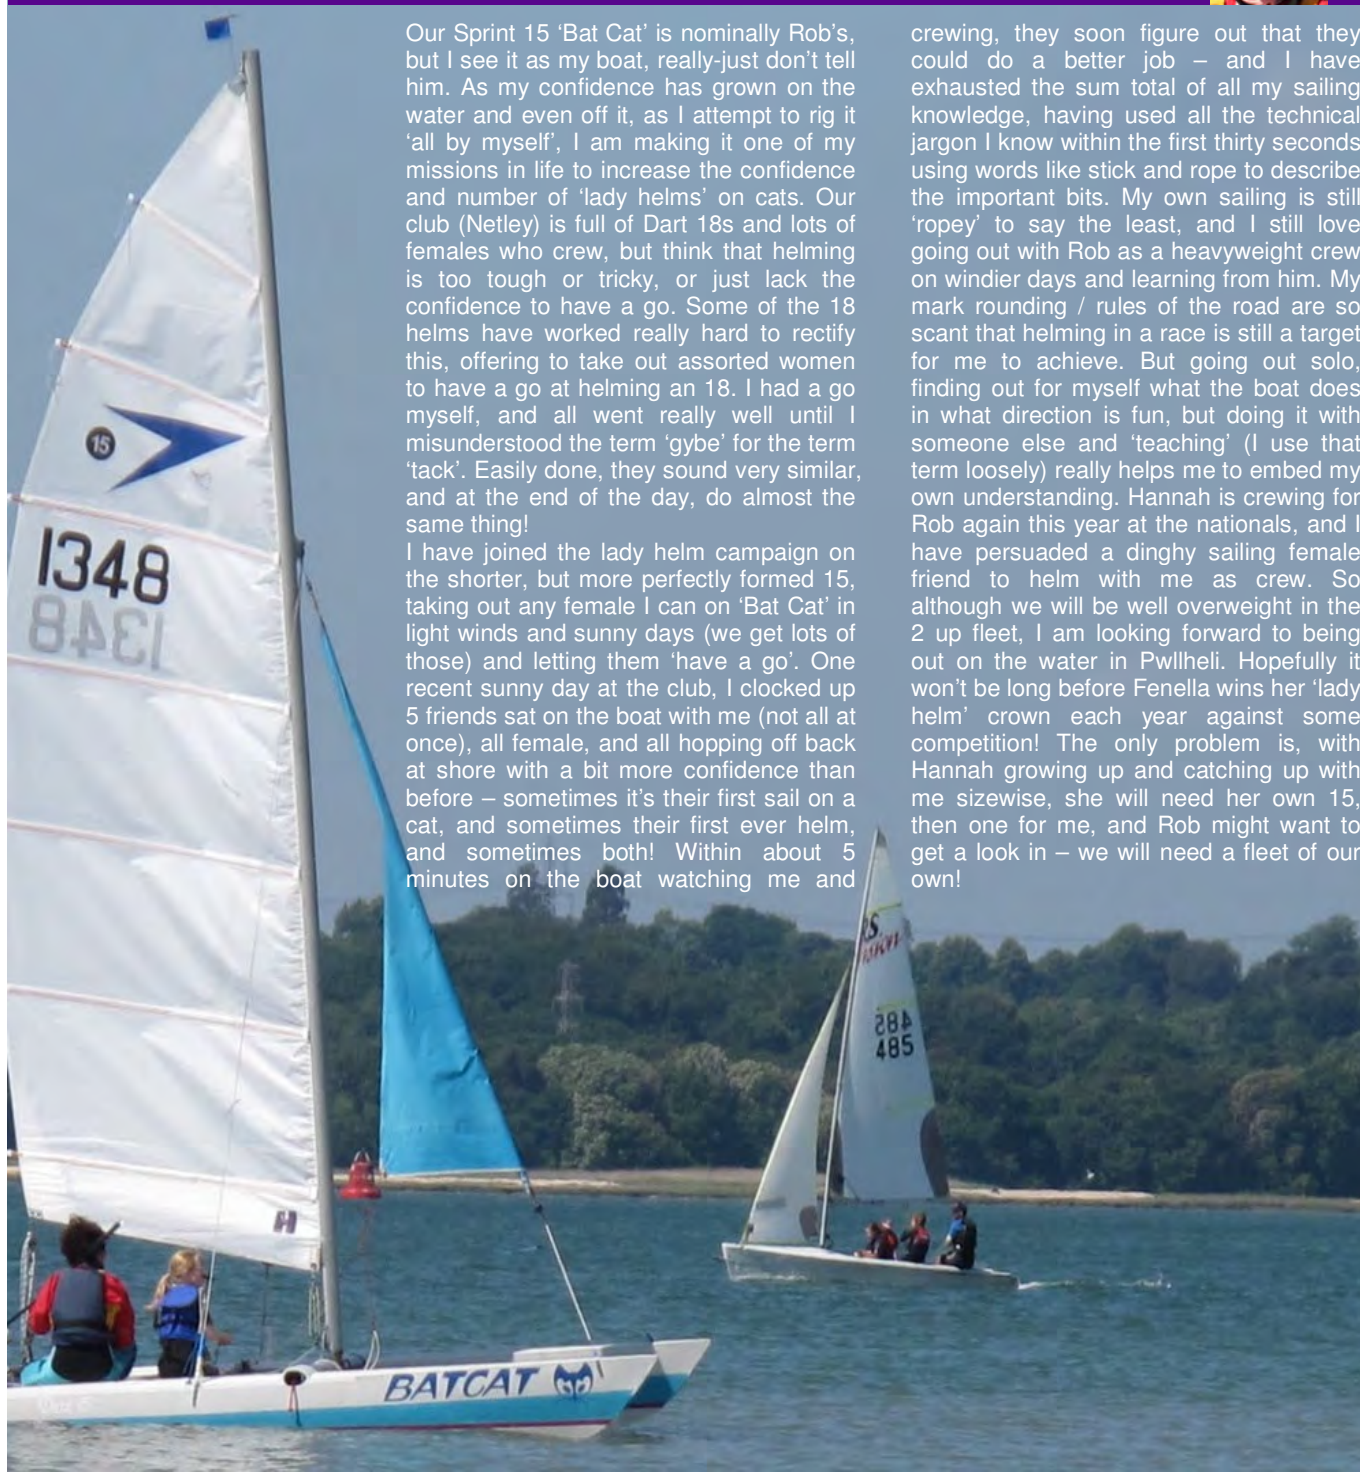 Our Sprint 15 ‘Bat Cat’ is nominally Rob’s,
but I see it as my boat, really-just don’t tell
him. As my confidence has grown on the
water and even off it, as I attempt to rig it
‘all by myself’, I am making it one of my
missions in life to increase the confidence
and number of ‘lady helms’ on cats. Our
club (Netley) is full of Dart 18s and lots of
females who crew, but think that helming
is too tough or tricky, or just lack the
confidence to have a go. Some of the 18
helms have worked really hard to rectify
this, offering to take out assorted women
to have a go at helming an 18. I had a go
myself, and all went really well until I
misunderstood the term ‘gybe’ for the term
‘tack’. Easily done, they sound very similar,
and at the end of the day, do almost the
same thing!
I have joined the lady helm campaign on
the shorter, but more perfectly formed 15,
taking out any female I can on ‘Bat Cat’ in
light winds and sunny days (we get lots of
those) and letting them ‘have a go’. One
recent sunny day at the club, I clocked up
5 friends sat on the boat with me (not all at
once), all female, and all hopping off back
at shore with a bit more confidence than
before – sometimes it’s their first sail on a
cat, and sometimes their first ever helm,
and sometimes both! Within about 5
minutes on the boat watching me and
crewing, they soon figure out that they
could do a better job – and I have
exhausted the sum total of all my sailing
knowledge, having used all the technical
jargon I know within the first thirty seconds
using words like stick and rope to describe
the important bits. My own sailing is still
‘ropey’ to say the least, and I still love
going out with Rob as a heavyweight crew
on windier days and learning from him. My
mark rounding / rules of the road are so
scant that helming in a race is still a target
for me to achieve. But going out solo,
finding out for myself what the boat does
in what direction is fun, but doing it with
someone else and ‘teaching’ (I use that
term loosely) really helps me to embed my
own understanding. Hannah is crewing for
Rob again this year at the nationals, and I
have persuaded a dinghy sailing female
friend to helm with me as crew. So
although we will be well overweight in the
2 up fleet, I am looking forward to being
out on the water in Pwllheli. Hopefully it
won’t be long before Fenella wins her ‘lady
helm’ crown each year against some
competition! The only problem is, with
Hannah growing up and catching up with
me sizewise, she will need her own 15,
then one for me, and Rob might want to
get a look in – we will need a fleet of our
own!
15
1348
1348
H
RS
485
485
BATCAT